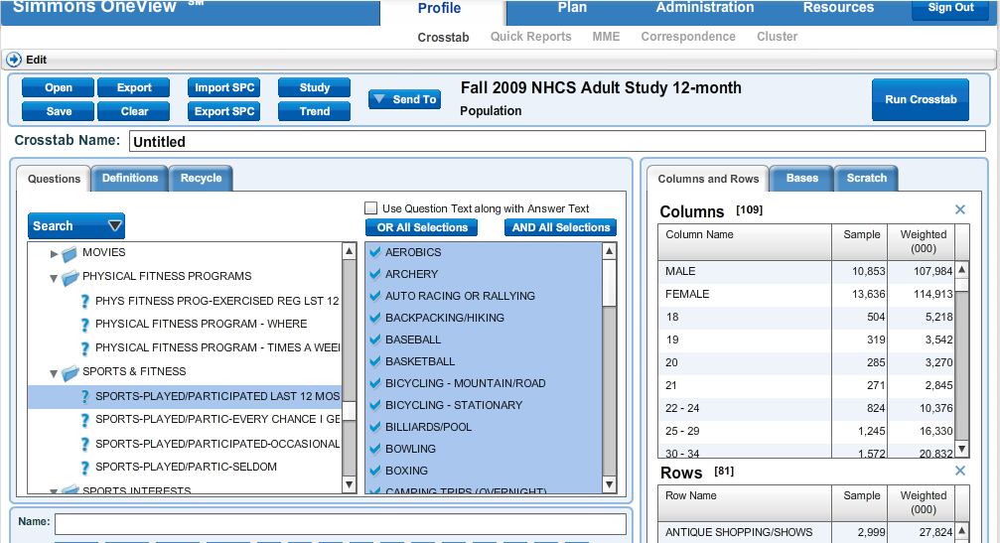 Simmons OneView SM
Profile Plan Administration Resources Sign Out
Crosstab Quick Reports MME Correspondence Cluster
Edit
Open Export Import SPC Study
Save Clear Export SPC Trend
Send To
Fall 2009 NHCS Adult Study 12-month
Population
Run Crosstab
Crosstab Name: Untitled
Questions Definitions Recycle
Search
Use Question Text along with Answer Text
OR All Selections AND All Selections
MOVIES
PHYSICAL FITNESS PROGRAMS
? PHYS FITNESS PROG-EXERCISED REG LST 12
? PHYSICAL FITNESS PROGRAM - WHERE
? PHYSICAL FITNESS PROGRAM - TIMES A WEE
SPORTS & FITNESS
? SPORTS-PLAYED/PARTICIPATED LAST 12 MOS
? SPORTS-PLAYED/PARTIC-EVERY CHANCE I GE
? SPORTS-PLAYED/PARTICIPATED-OCCASIONAL
? SPORTS-PLAYED/PARTIC-SELDOM
SPORTS INTERESTS
AEROBICS
ARCHERY
AUTO RACING OR RALLYING
BACKPACKING/HIKING
BASEBALL
BASKETBALL
BICYCLING - MOUNTAIN/ROAD
BICYCLING - STATIONARY
BILLIARDS/POOL
BOWLING
BOXING
CAMPING TRIPS (OVERNIGHT)
Name:
Columns and Rows Bases Scratch
Columns [109]
Column Name Sample Weighted (000)
MALE 10,853 107,984
FEMALE 13,636 114,913
18 504 5,218
19 319 3,542
20 285 3,270
21 271 2,845
22 - 24 824 10,376
25 - 29 1,245 16,330
30 - 34 1,572 20,832
Rows [81]
Row Name Sample Weighted (000)
ANTIQUE SHOPPING/SHOWS 2,999 27,824